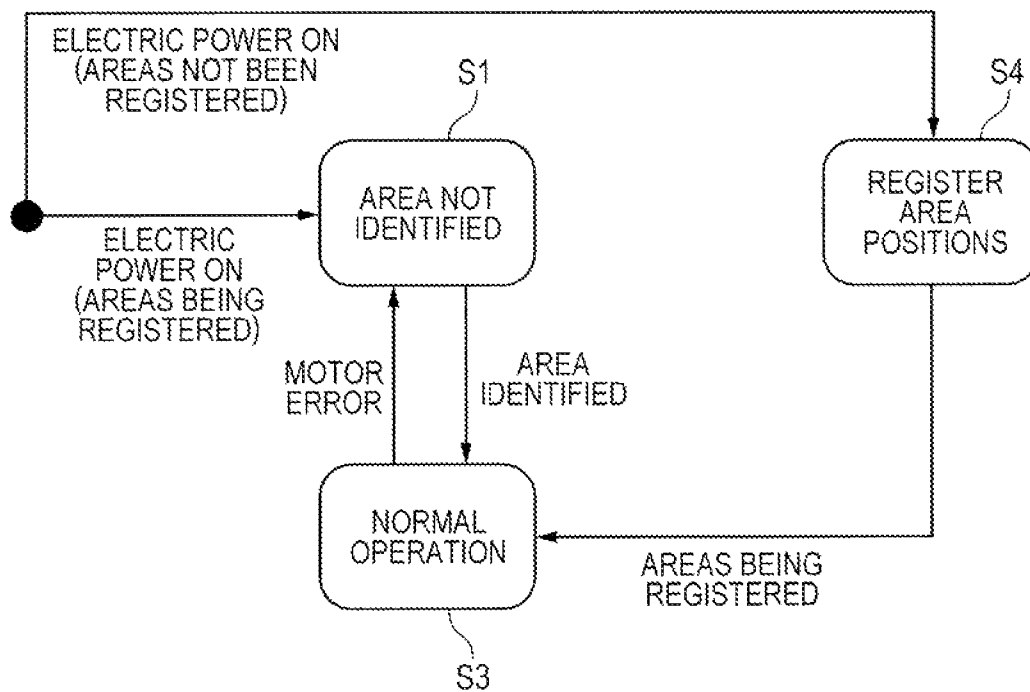 ELECTRIC POWER ON
(AREAS NOT BEEN
REGISTERED)
S1
S4
AREA NOT
IDENTIFIED
REGISTER
AREA
POSITIONS
ELECTRIC
POWER ON
(AREAS BEING
REGISTERED)
MOTOR
ERROR
AREA
IDENTIFIED
NORMAL
OPERATION
AREAS BEING
REGISTERED
S3